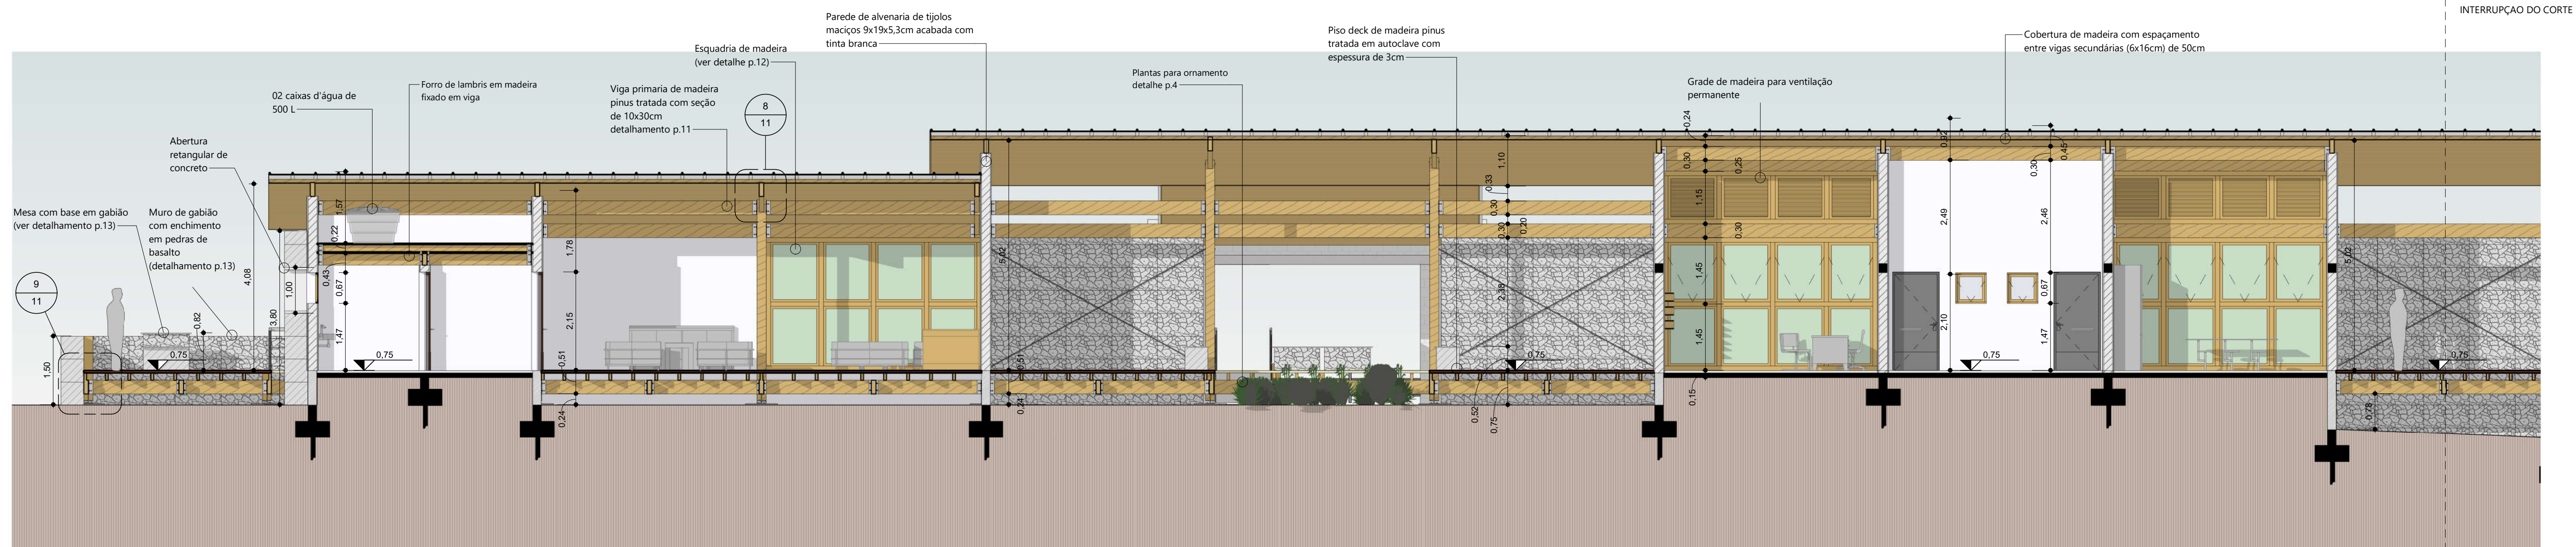 INTERRUPÇAO DO CORTE
Parede de alvenaria de tijolos
maciços 9x19x5,3cm acabada com
tinta branca
Piso deck de madeira pinus
tratada em autoclave com
espessura de 3cm
Cobertura de madeira com espaçamento
entre vigas secundárias (6x16cm) de 50cm
Esquadria de madeira
(ver detalhe p.12)
Plantas para ornamento
detalhe p.4
Grade de madeira para ventilação
permanente
Forro de lambris em madeira
fixado em viga
02 caixas d'água de
500 L
Viga primaria de madeira
pinus tratada com seção
de 10x30cm
detalhamento p.11
8
11
Abertura
retangular de
concreto
Mesa com base em gabião
(ver detalhamento p.13)
Muro de gabião
com enchimento
em pedras de
basalto
(detalhamento p.13)
9
11
1,50
0,75
0,82
4,08
3,80
1,00
1,57
0,22
0,43
0,67
1,47
0,75
1,78
2,15
0,51
0,24
5,02
0,51
0,24
1,10
0,33
0,30
0,30
0,20
2,38
0,75
0,52
0,75
0,24
0,30
0,25
1,15
0,30
1,45
1,45
0,15
0,92
2,49
2,10
0,75
0,45
0,30
2,46
0,67
1,47
5,02
0,75
0,78